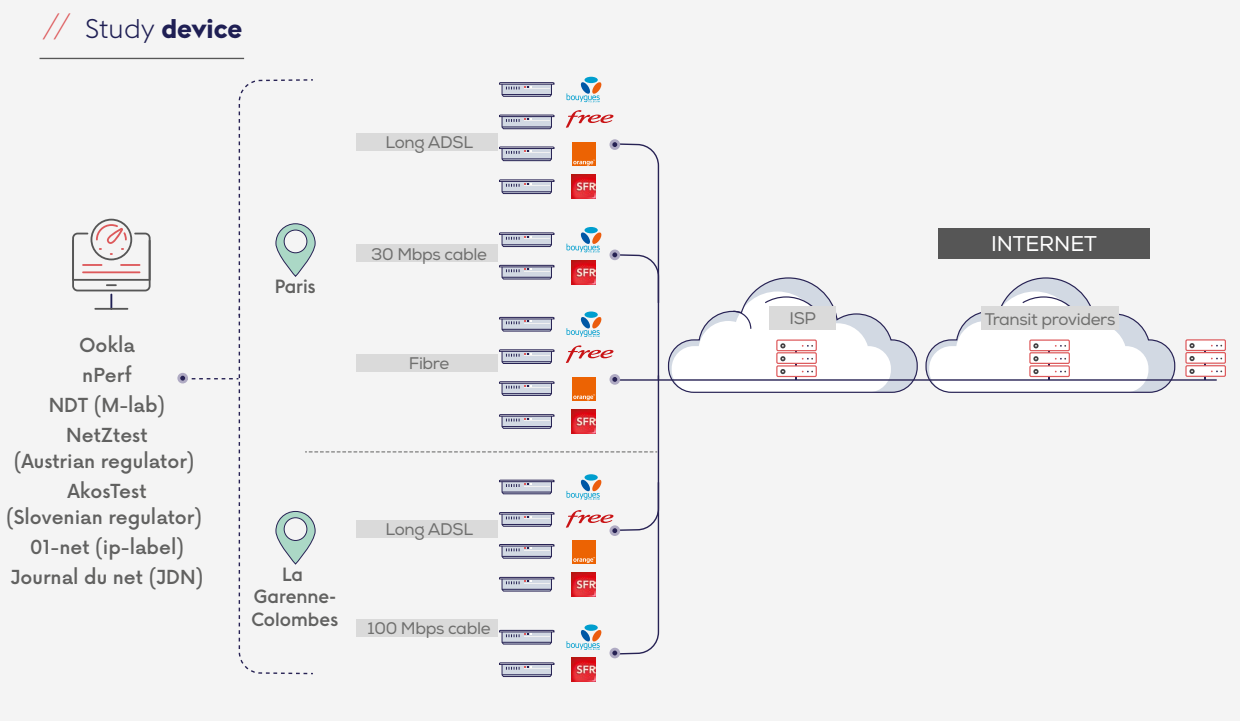 // Study device
Ookla
nPerf
NDT (M-lab)
NetZtest
(Austrian regulator)
AkosTest
(Slovenian regulator)
01-net (ip-label)
Journal du net (JDN)
Paris
Long ADSL
bouygues
free
orange
SFR
30 Mbps cable
bouygues
SFR
Fibre
bouygues
free
orange
SFR
La
Garenne-
Colombes
Long ADSL
bouygues
free
orange
SFR
100 Mbps cable
bouygues
SFR
ISP
INTERNET
Transit providers